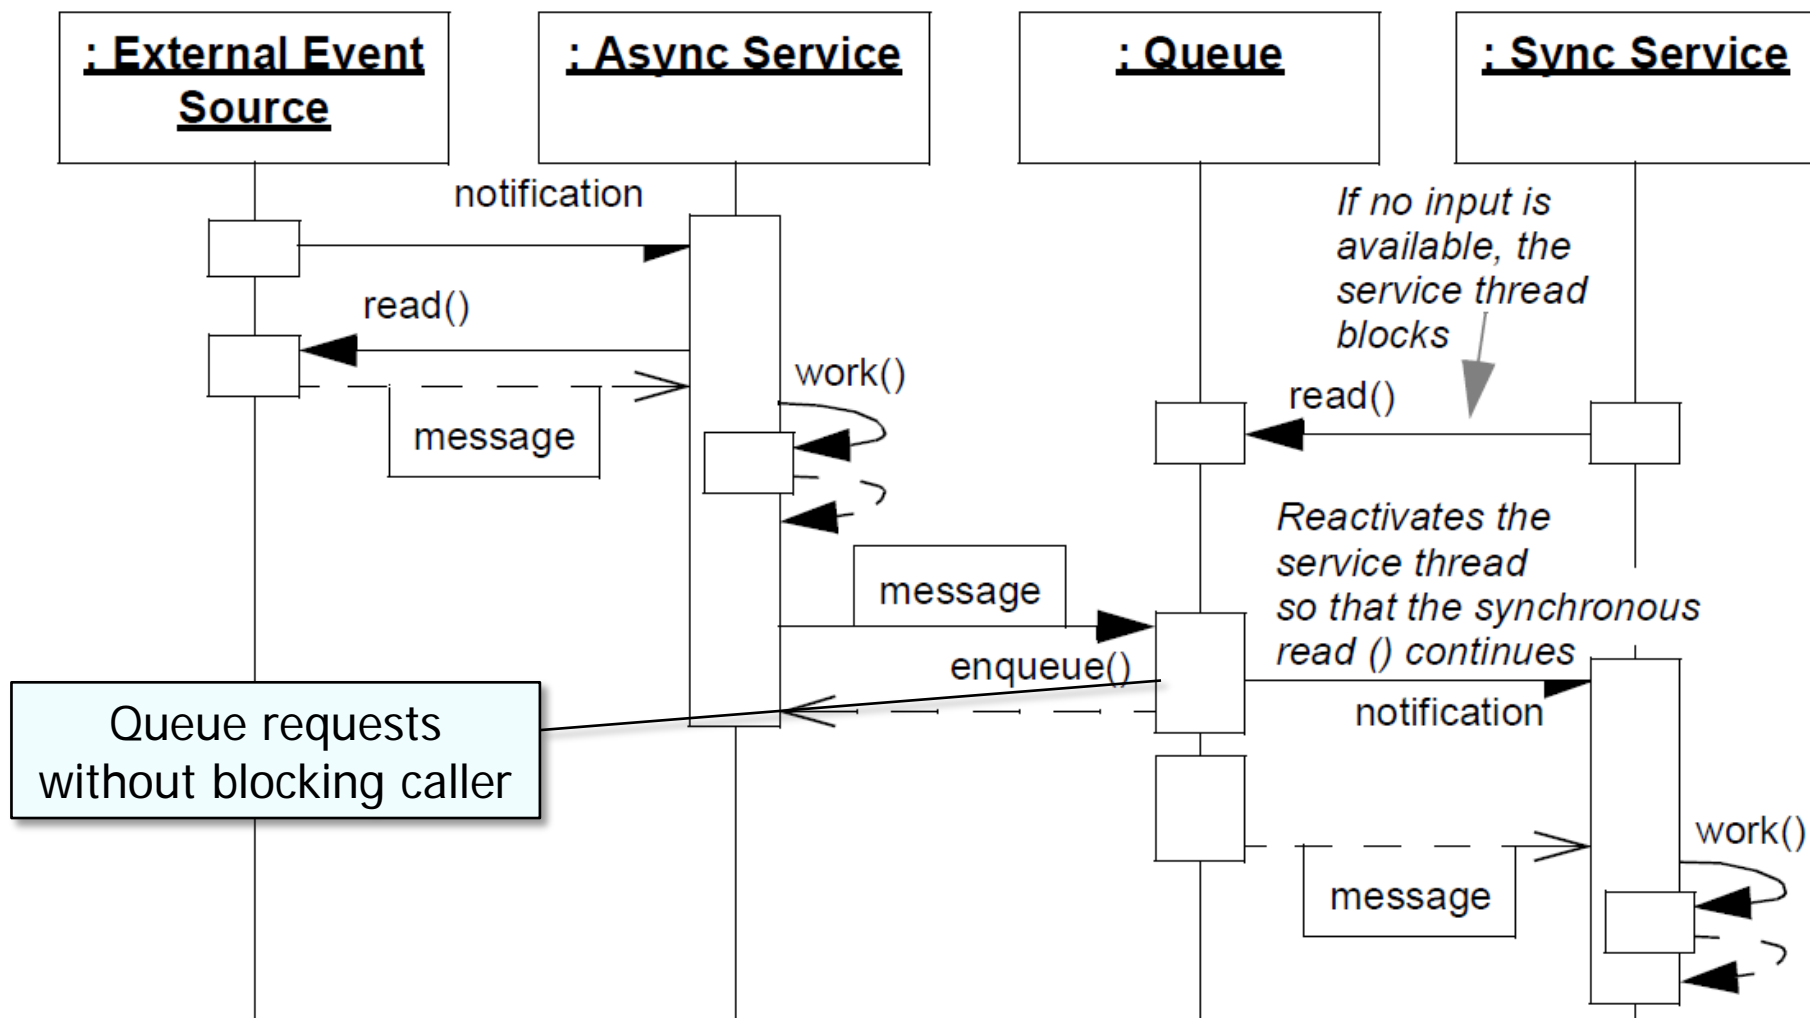 : External Event
Source
: Async Service
: Queue
: Sync Service
notification
If no input is
available, the
service thread
blocks
read()
work()
read()
message
Reactivates the
service thread
so that the synchronous
read () continues
message
enqueue()
notification
Queue requests
without blocking caller
work()
message